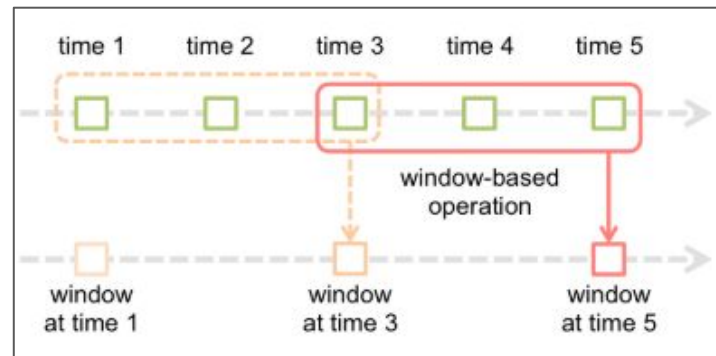 time 1 time 2 time 3 time 4 time 5
window-based
operation
window
at time 1
window
at time 3
window
at time 5